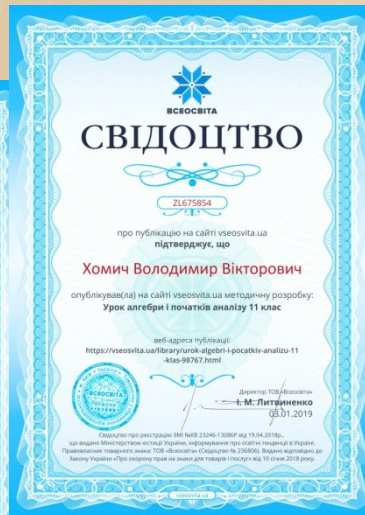 ВСЕОСВІТА
СВІДОЦТВО
ZL675854
про публікацію на сайті vseosvita.ua
підтверджує, що
Хомич Володимир Вікторович
опублікував(ла) на сайті vseosvita.ua методичну розробку:
Урок алгебри і початків аналізу 11 клас
веб-адреса публікації:
https://vseosvita.ua/library/urok-algebri-i-pocatkiv-analizu-11
-klas-98767.html
ВСЕОСВІТА
Директор ТОВ «Всеосвіта»
І. М. Литвиненко
03.01.2019
Свідоцтво про реєстрацію ЗМІ №КВ 23246-13086Р від 19.04.2018р.,
що видано Міністерством юстиції України, інформування про освітні тенденції в Україні.
Правовласник товарного знака: ТОВ «Всеосвіта» (Свідоцтво № 236806). Видано відповідно до
Закону України «Про охорону прав на знаки для товарів і послуг» від 10 січня 2018 року.
vseosvita.ua